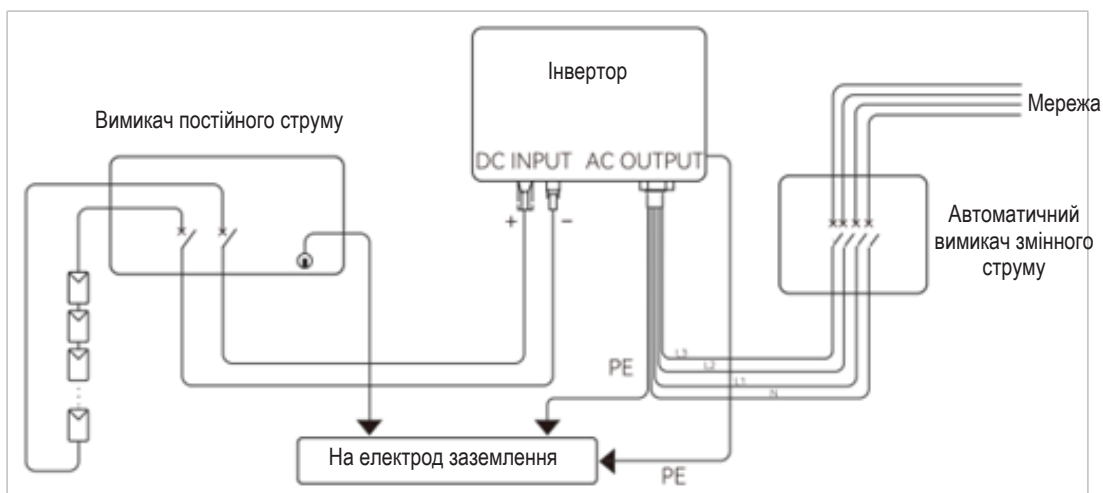 Інвертор
Мережа
Вимикач постійного струму
DC INPUT AC OUTPUT
+ −
Автоматичний
вимикач змінного
струму
L3
PE
L2
L1
N
На електрод заземлення
PE